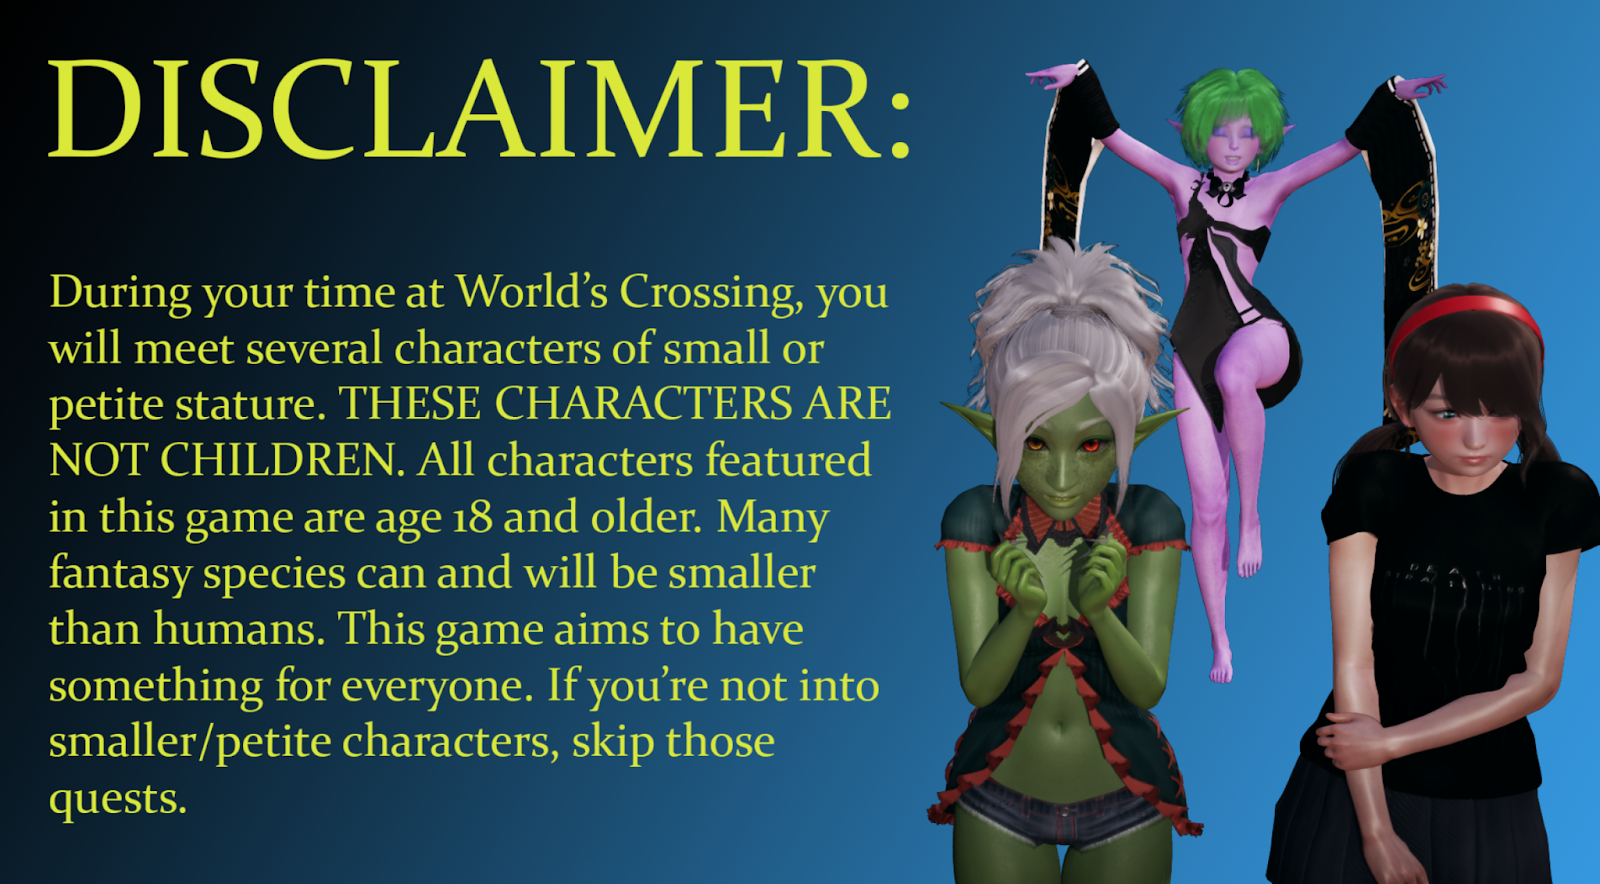 DISCLAIMER:
During your time at World’s Crossing, you
will meet several characters of small or
petite stature. THESE CHARACTERS ARE
NOT CHILDREN. All characters featured
in this game are age 18 and older. Many
fantasy species can and will be smaller
than humans. This game aims to have
something for everyone. If you’re not into
smaller/petite characters, skip those
quests.
DEATH